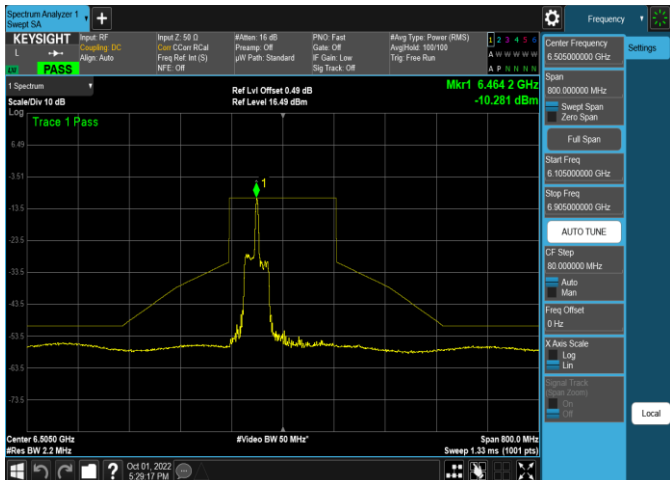 Spectrum Analyzer 1
Swept SA
Frequency
KEYSIGHT
L
PASS
Input: RF
Coupling: DC
Align: Auto
Input Z: 50 Ω
Corr CCorr RCal
Freq Ref: Int (S)
NFE: Off
#Atten: 16 dB
Preamp: Off
µW Path: Standard
PNO: Fast
Gate: Off
IF Gain: Low
Sig Track: Off
#Avg Type: Power (RMS)
Avg|Hold: 100/100
Trig: Free Run
1 2 3 4 5 6
A W W W W W
A P N N N N
1 Spectrum
Scale/Div 10 dB
Ref Lvl Offset 0.49 dB
Ref Level 16.49 dBm
Mkr1 6.464 2 GHz
-10.281 dBm
Log
Trace 1 Pass
6.49
-3.51
1
-13.5
-23.5
-33.5
-43.5
-53.5
-63.5
-73.5
Center 6.5050 GHz
#Video BW 50 MHz*
Span 800.0 MHz
#Res BW 2.2 MHz
Sweep 1.33 ms (1001 pts)
Oct 01, 2022
5:29:17 PM
Center Frequency
6.505000000 GHz
Settings
Span
800.000000 MHz
Swept Span
Zero Span
Full Span
Start Freq
6.105000000 GHz
Stop Freq
6.905000000 GHz
AUTO TUNE
CF Step
80.000000 MHz
Auto
Man
Freq Offset
0 Hz
X Axis Scale
Log
Lin
Signal Track
(Span Zoom)
On
Off
Local